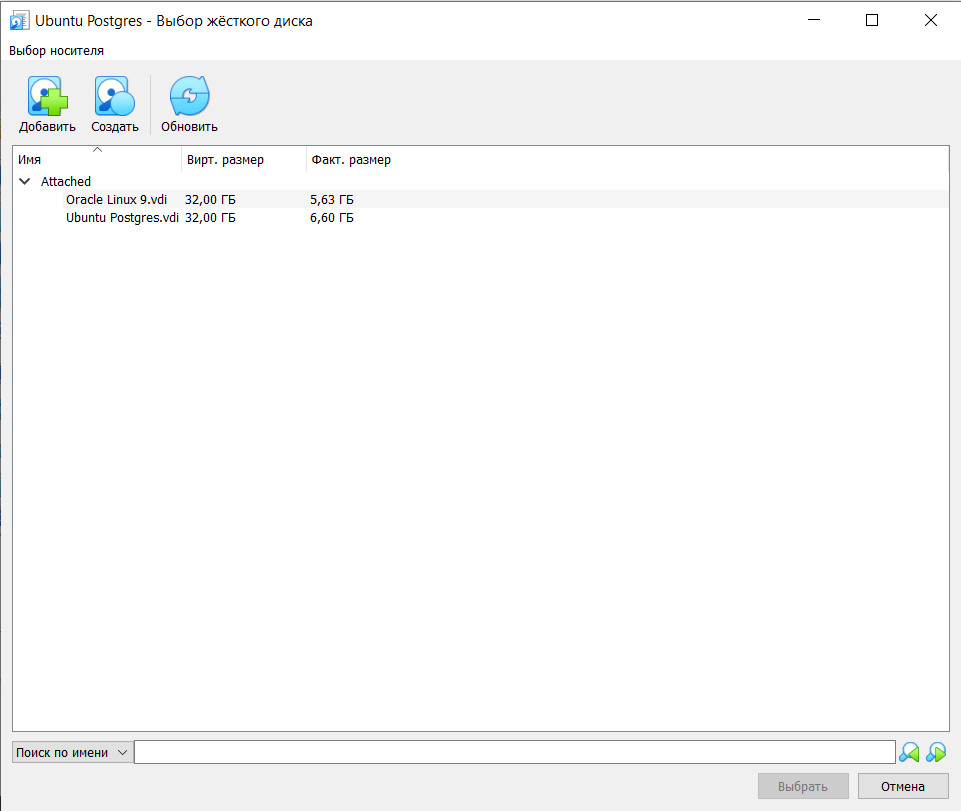 Ubuntu Postgres - Выбор жёсткого диска
Выбор носителя
Добавить Создать Обновить
Имя Вирт. размер Факт. размер
Attached
Oracle Linux 9.vdi 32,00 ГБ 5,63 ГБ
Ubuntu Postgres.vdi 32,00 ГБ 6,60 ГБ
Поиск по имени
Выбрать Отмена